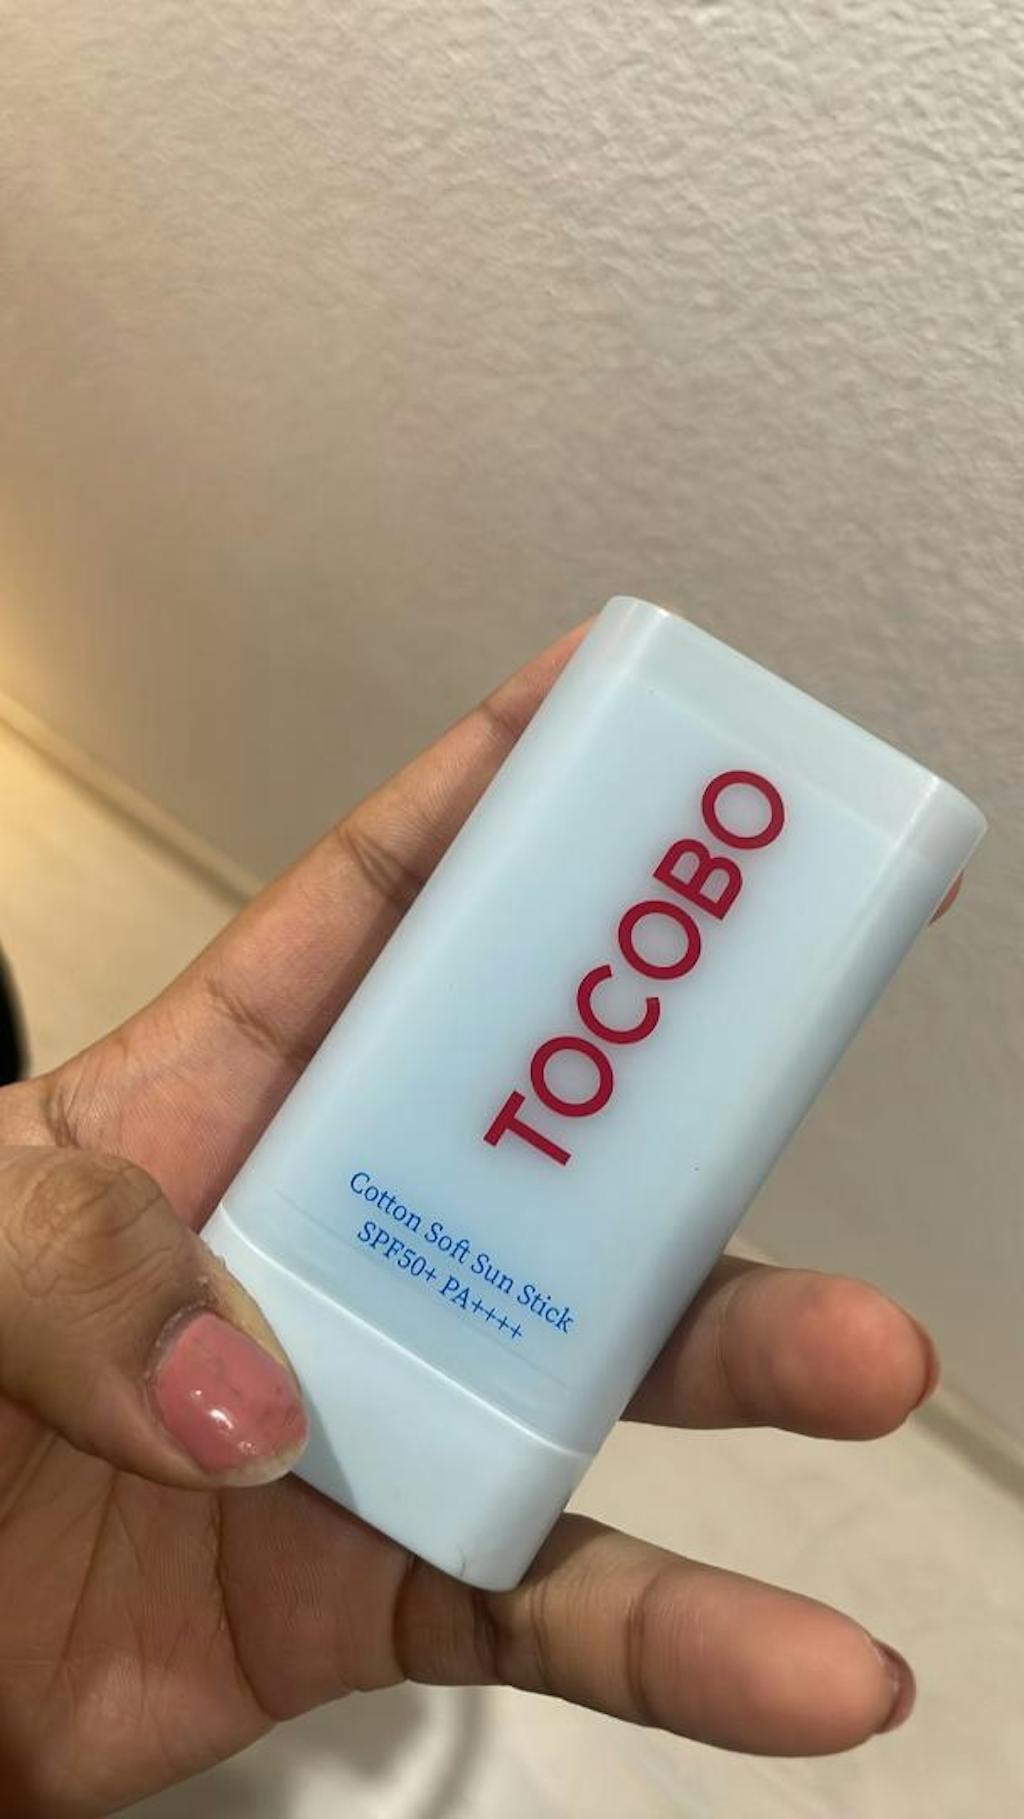 TOCOBO
Cotton Soft Sun Stick
SPF50+ PA++++